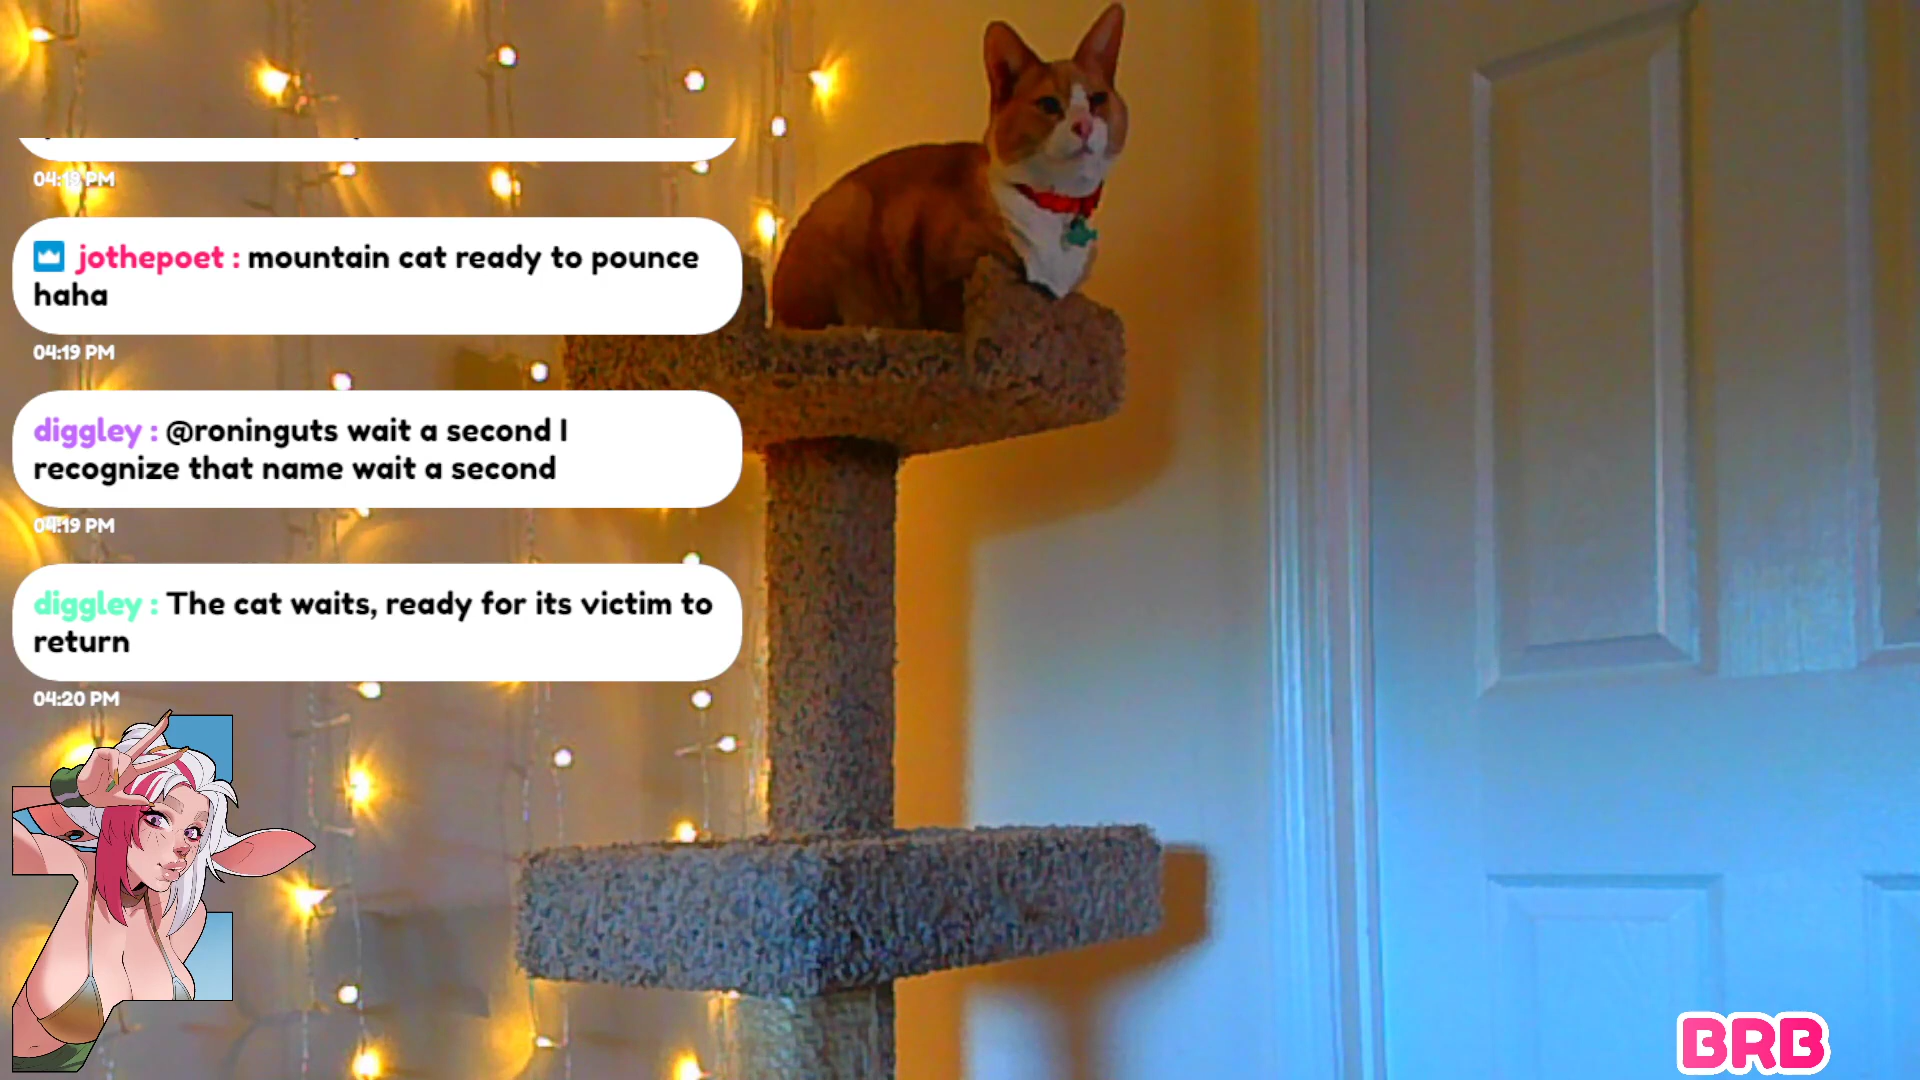 04:19 PM
jothepoet : mountain cat ready to pounce
haha
04:19 PM
diggley : @roninguts wait a second I
recognize that name wait a second
04:19 PM
diggley : The cat waits, ready for its victim to
return
04:20 PM
BRB